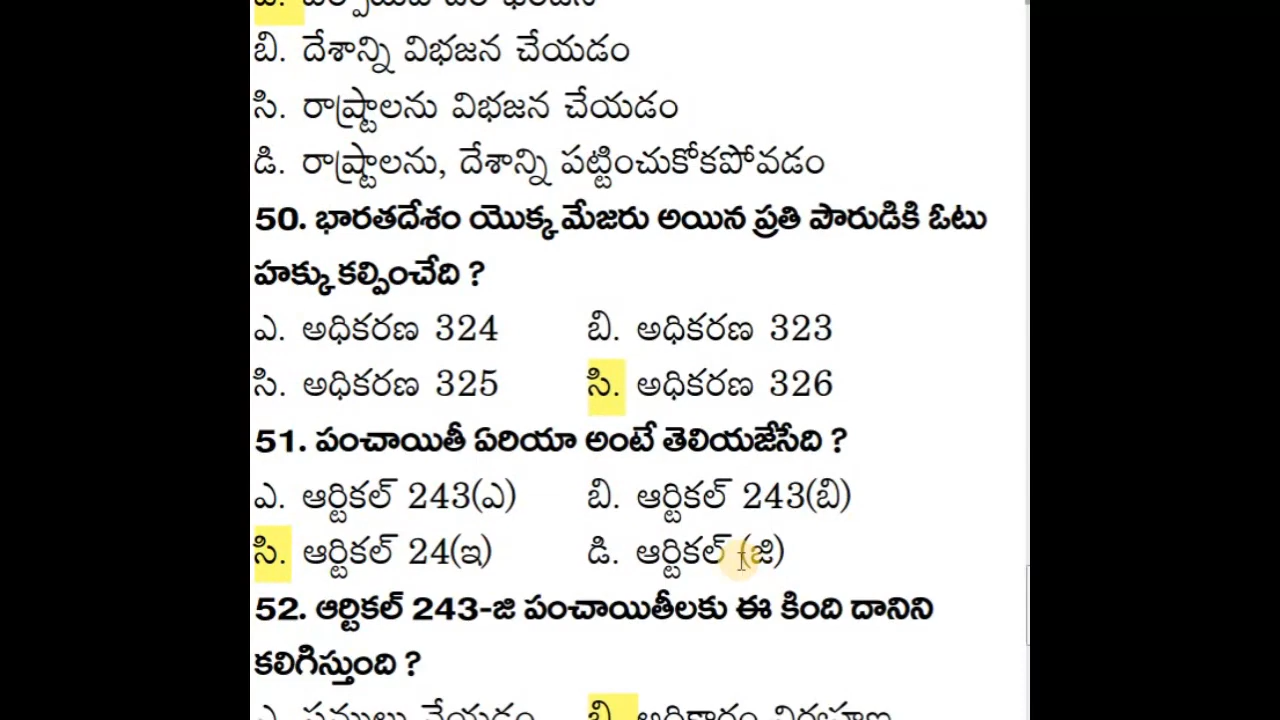 బి. దేశాన్ని విభజన చేయడం
సి. రాష్ట్రాలను విభజన చేయడం
డి. రాష్ట్రాలను, దేశాన్ని పట్టించుకోకపోవడం
50. భారతదేశం యొక్క మేజరు అయిన ప్రతి పౌరుడికి ఓటు
హక్కు కల్పించేది ?
ఎ. అధికరణ 324 బి. అధికరణ 323
సి. అధికరణ 325 సి. అధికరణ 326
51. పంచాయితీ ఏరియా అంటే తెలియజేసేది ?
ఎ. ఆర్టికల్ 243(ఎ) బి. ఆర్టికల్ 243(బి)
సి. ఆర్టికల్ 24(ఇ) డి. ఆర్టికల్ (జి)
52. ఆర్టికల్ 243-జి పంచాయితీలకు ఈ కింది దానిని
కలిగిస్తుంది ?